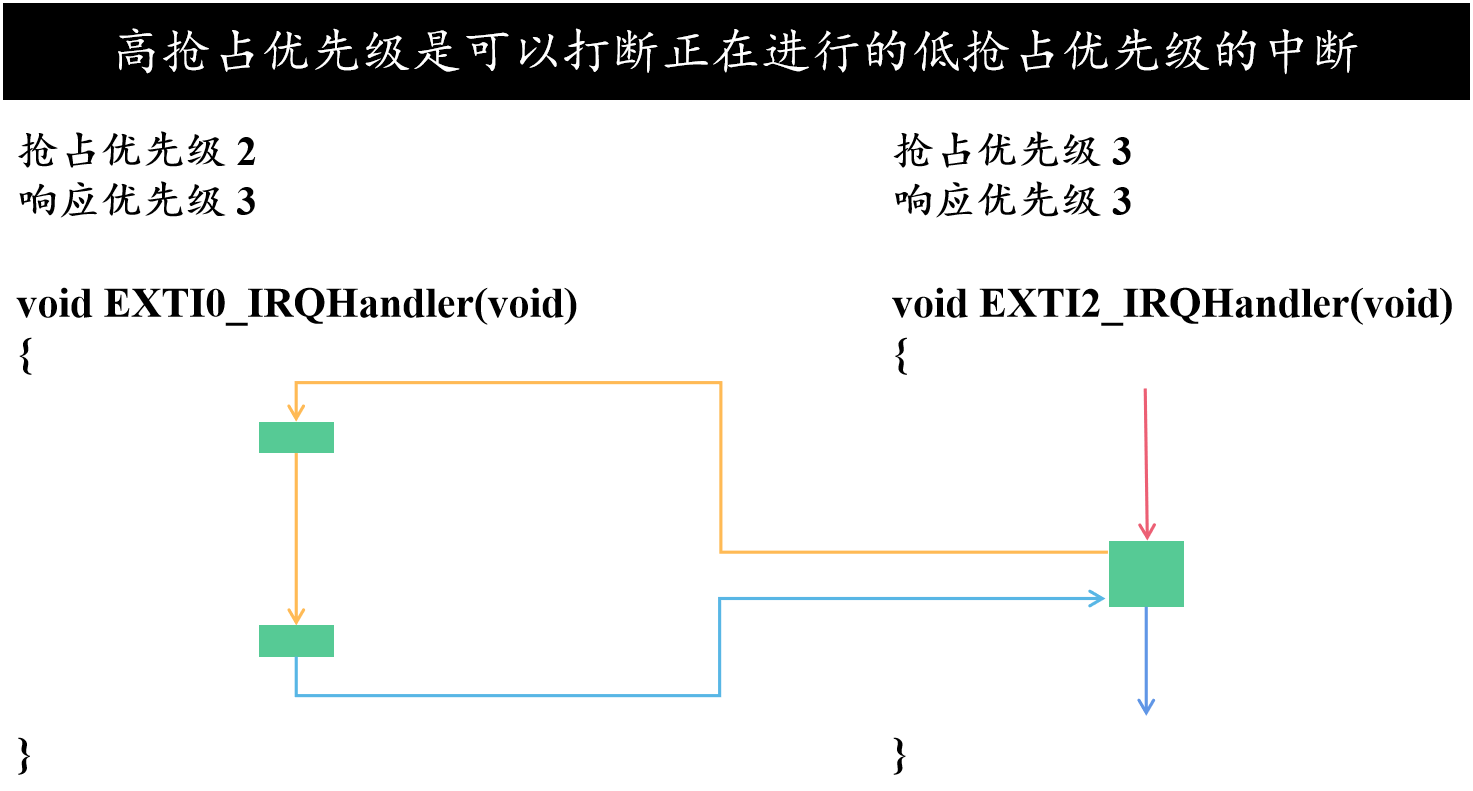 高抢占优先级是可以打断正在进行的低抢占优先级的中断
抢占优先级 2
响应优先级 3
void EXTI0_IRQHandler(void)
{
}
抢占优先级 3
响应优先级 3
void EXTI2_IRQHandler(void)
{
}